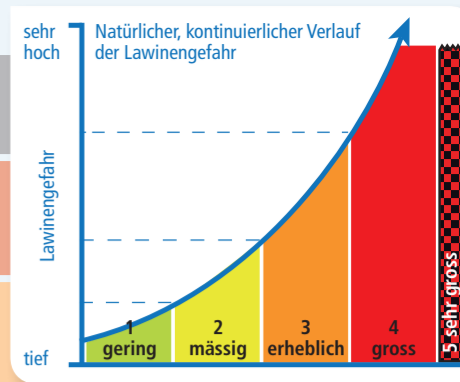 sehr
hoch
Natürlicher, kontinuierlicher Verlauf
der Lawinengefahr
Lawinengefahr
tief
1
gering
2
mässig
3
erheblich
4
gross
5 sehr gross